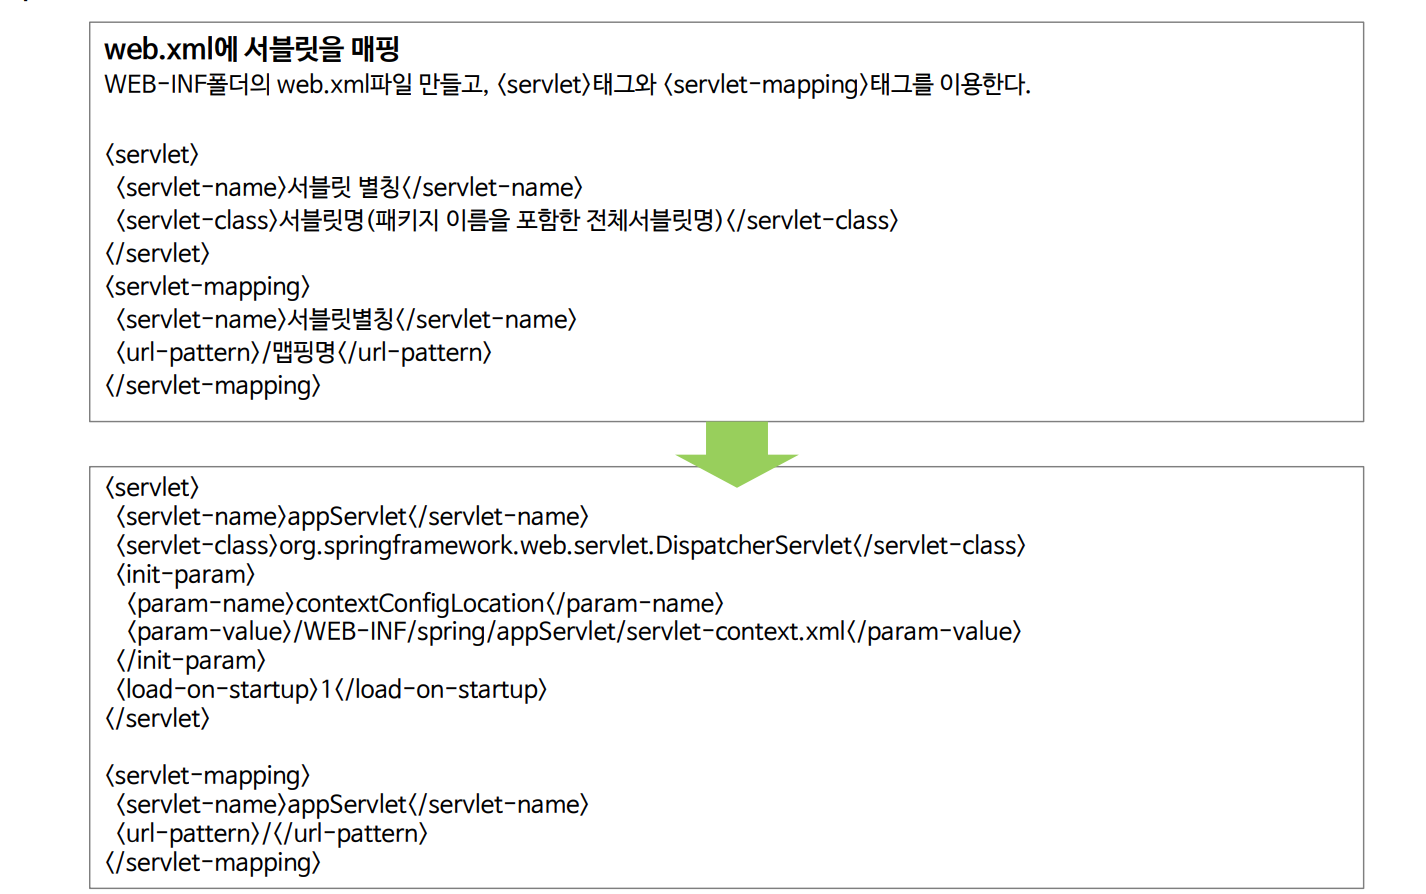 web.xml에 서블릿을 매핑
WEB-INF폴더의 web.xml파일 만들고, <servlet>태그와 <servlet-mapping>태그를 이용한다.
<servlet>
<servlet-name>서블릿 별칭</servlet-name>
<servlet-class>서블릿명(패키지 이름을 포함한 전체서블릿명)</servlet-class>
</servlet>
<servlet-mapping>
<servlet-name>서블릿별칭</servlet-name>
<url-pattern>/맵핑명</url-pattern>
</servlet-mapping>
<servlet>
<servlet-name>appServlet</servlet-name>
<servlet-class>org.springframework.web.servlet.DispatcherServlet</servlet-class>
<init-param>
<param-name>contextConfigLocation</param-name>
<param-value>/WEB-INF/spring/appServlet/servlet-context.xml</param-value>
</init-param>
<load-on-startup>1</load-on-startup>
</servlet>
<servlet-mapping>
<servlet-name>appServlet</servlet-name>
<url-pattern>/</url-pattern>
</servlet-mapping>